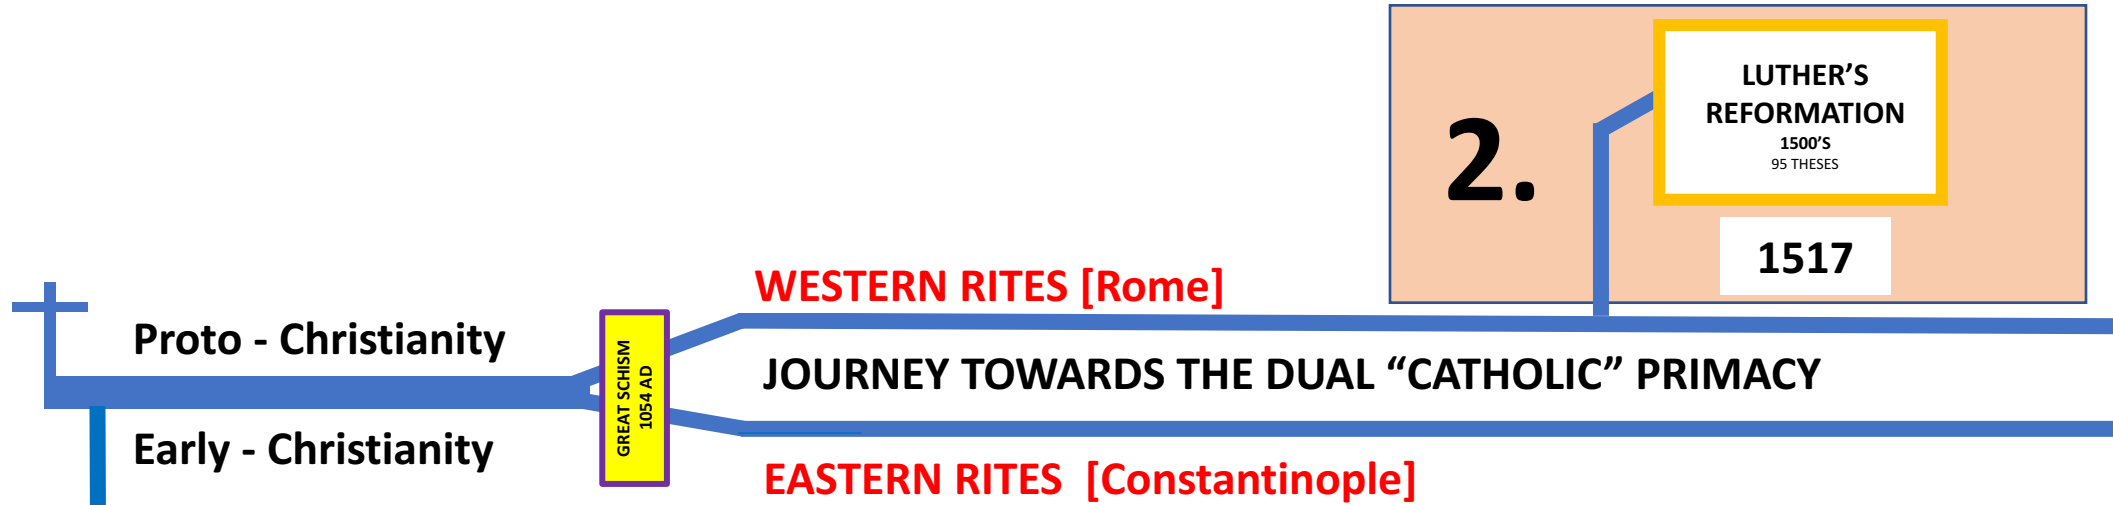 LUTHER’S
REFORMATION
1500’S
95 THESES
2.
1517
WESTERN RITES [Rome]
Proto - Christianity
GREAT SCHISM
1054 AD
JOURNEY TOWARDS THE DUAL “CATHOLIC” PRIMACY
Early - Christianity
EASTERN RITES  [Constantinople]